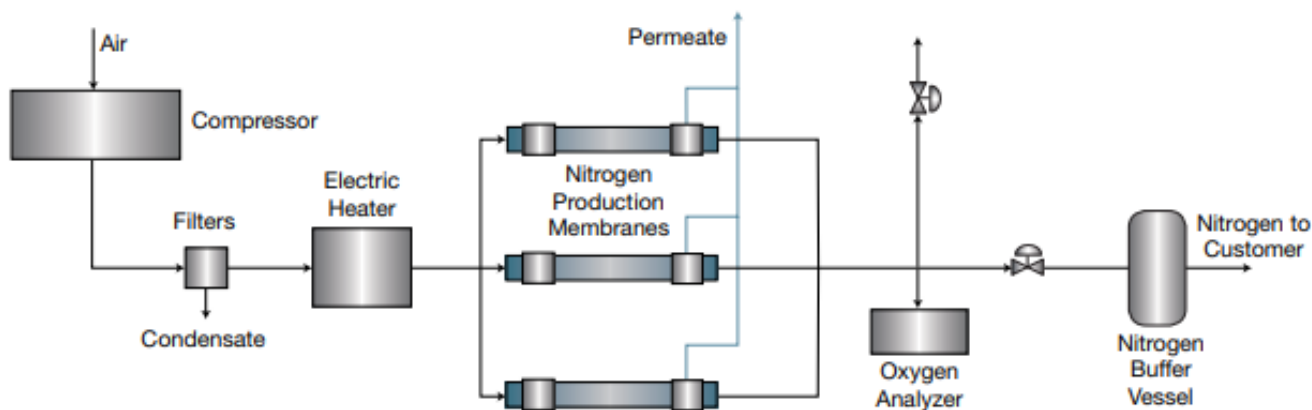 Air
Compressor
Filters
Condensate
Electric
Heater
Permeate
Nitrogen
Production
Membranes
Oxygen
Analyzer
Nitrogen to
Customer
Nitrogen
Buffer
Vessel